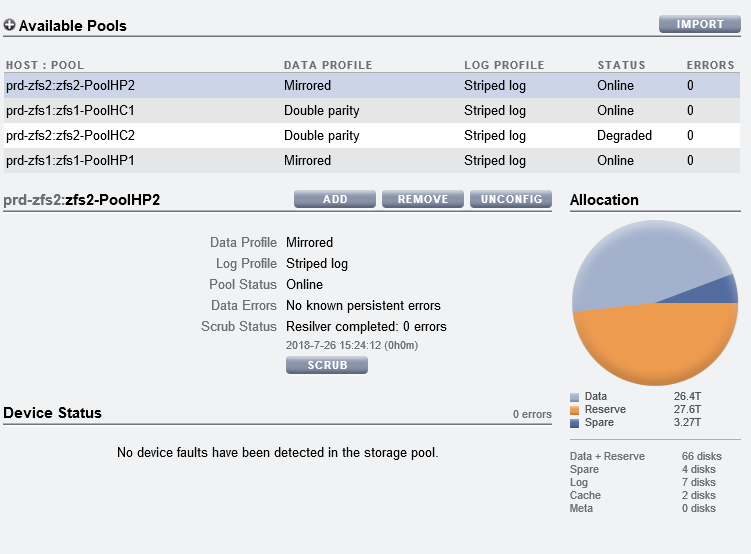 Available Pools
IMPORT
HOST : POOL DATA PROFILE LOG PROFILE STATUS ERRORS
prd-zfs2:zfs2-PoolHP2 Mirrored Striped log Online 0
prd-zfs1:zfs1-PoolHC1 Double parity Striped log Online 0
prd-zfs2:zfs2-PoolHC2 Double parity Striped log Degraded 0
prd-zfs1:zfs1-PoolHP1 Mirrored Striped log Online 0
prd-zfs2:zfs2-PoolHP2 ADD REMOVE UNCONFIG
Data Profile Mirrored
Log Profile Striped log
Pool Status Online
Data Errors No known persistent errors
Scrub Status Resilver completed: 0 errors
2018-7-26 15:24:12 (0h0m)
SCRUB
Device Status 0 errors
No device faults have been detected in the storage pool.
Allocation
Data 26.4T
Reserve 27.6T
Spare 3.27T
Data + Reserve 66 disks
Spare 4 disks
Log 7 disks
Cache 2 disks
Meta 0 disks